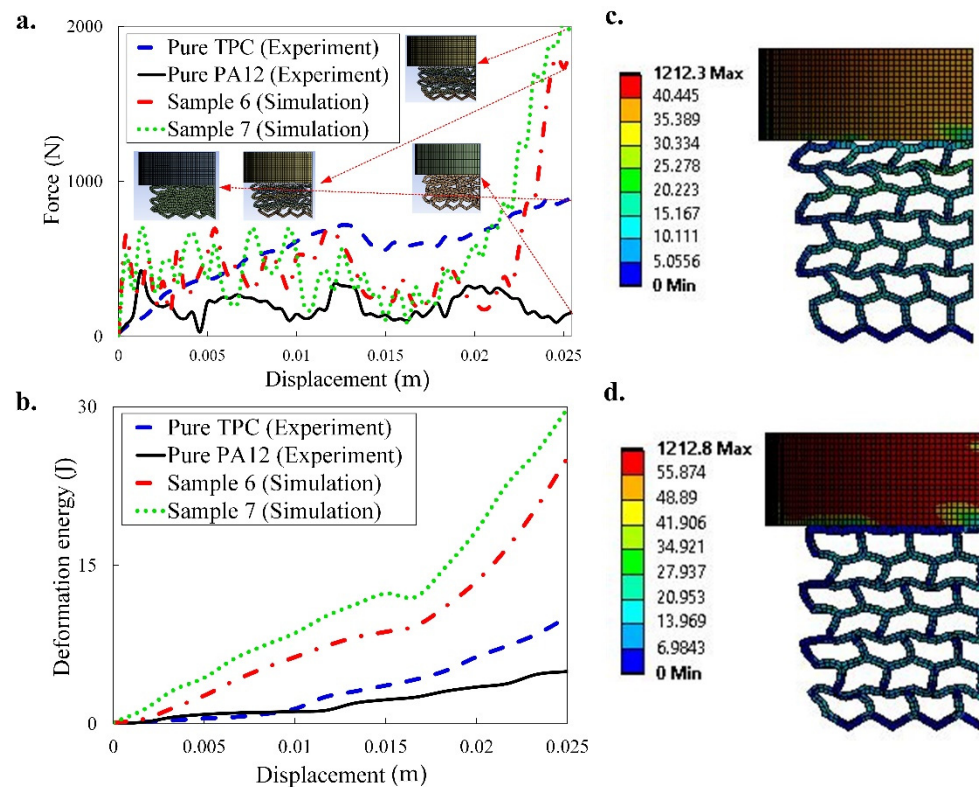 a.
2000
1000
0
Force (N)
Pure TPC (Experiment)
Pure PA12 (Experiment)
Sample 6 (Simulation)
Sample 7 (Simulation)
0 0.005 0.01 0.015 0.02 0.025
Displacement (m)
b.
30
15
0
Deformation energy (J)
Pure TPC (Experiment)
Pure PA12 (Experiment)
Sample 6 (Simulation)
Sample 7 (Simulation)
0 0.005 0.01 0.015 0.02 0.025
Displacement (m)
c.
1212.3 Max
40.445
35.389
30.334
25.278
20.223
15.167
10.111
5.0556
0 Min
d.
1212.8 Max
55.874
48.89
41.906
34.921
27.937
20.953
13.969
6.9843
0 Min